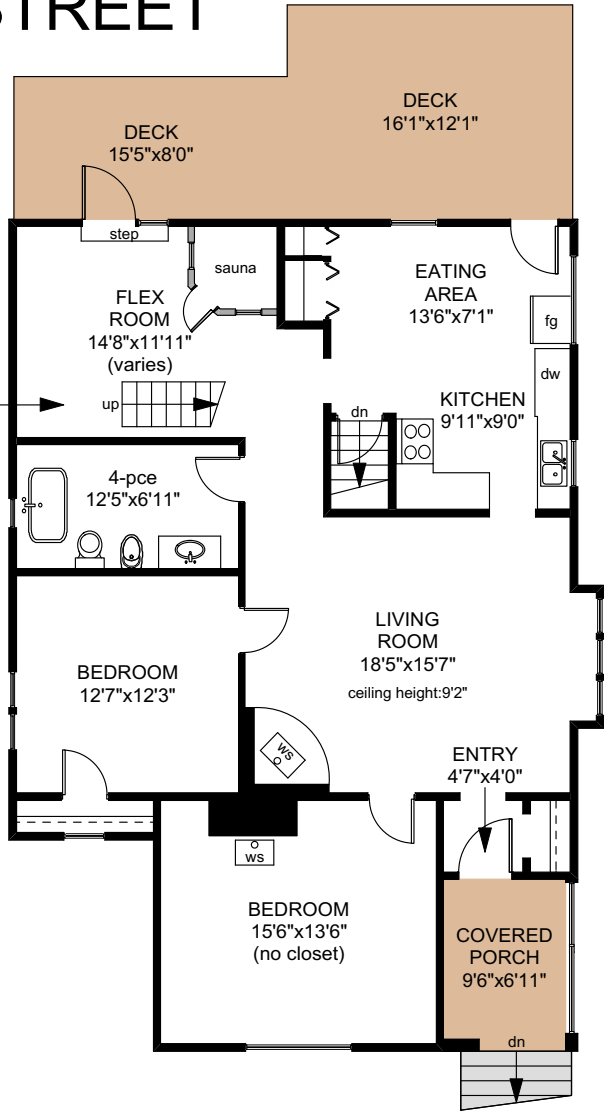 STREET
DECK
16'1"x12'1"
DECK
15'5"x8'0"
step
sauna
FLEX
ROOM
14'8"x11'11"
(varies)
up
EATING
AREA
13'6"x7'1"
fg
dw
KITCHEN
9'11"x9'0"
dn
4-pce
12'5"x6'11"
LIVING
ROOM
18'5"x15'7"
ceiling height:9'2"
BEDROOM
12'7"x12'3"
ws
ENTRY
4'7"x4'0"
ws
BEDROOM
15'6"x13'6"
(no closet)
COVERED
PORCH
9'6"x6'11"
dn